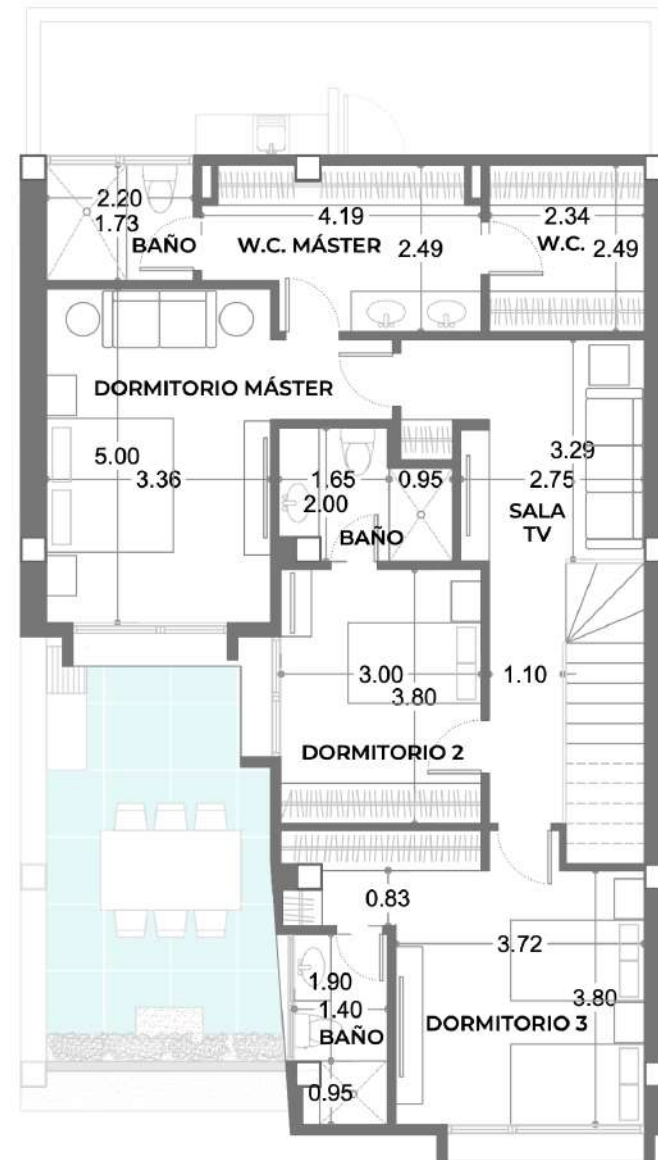 2.20
1.73
BAÑO
4.19
W.C. MÁSTER
2.49
2.34
W.C.
2.49
DORMITORIO MÁSTER
5.00
3.36
1.65
2.00
BAÑO
0.95
3.29
2.75
SALA
TV
3.00
3.80
1.10
DORMITORIO 2
0.83
3.72
3.80
1.90
1.40
BAÑO
DORMITORIO 3
0.95